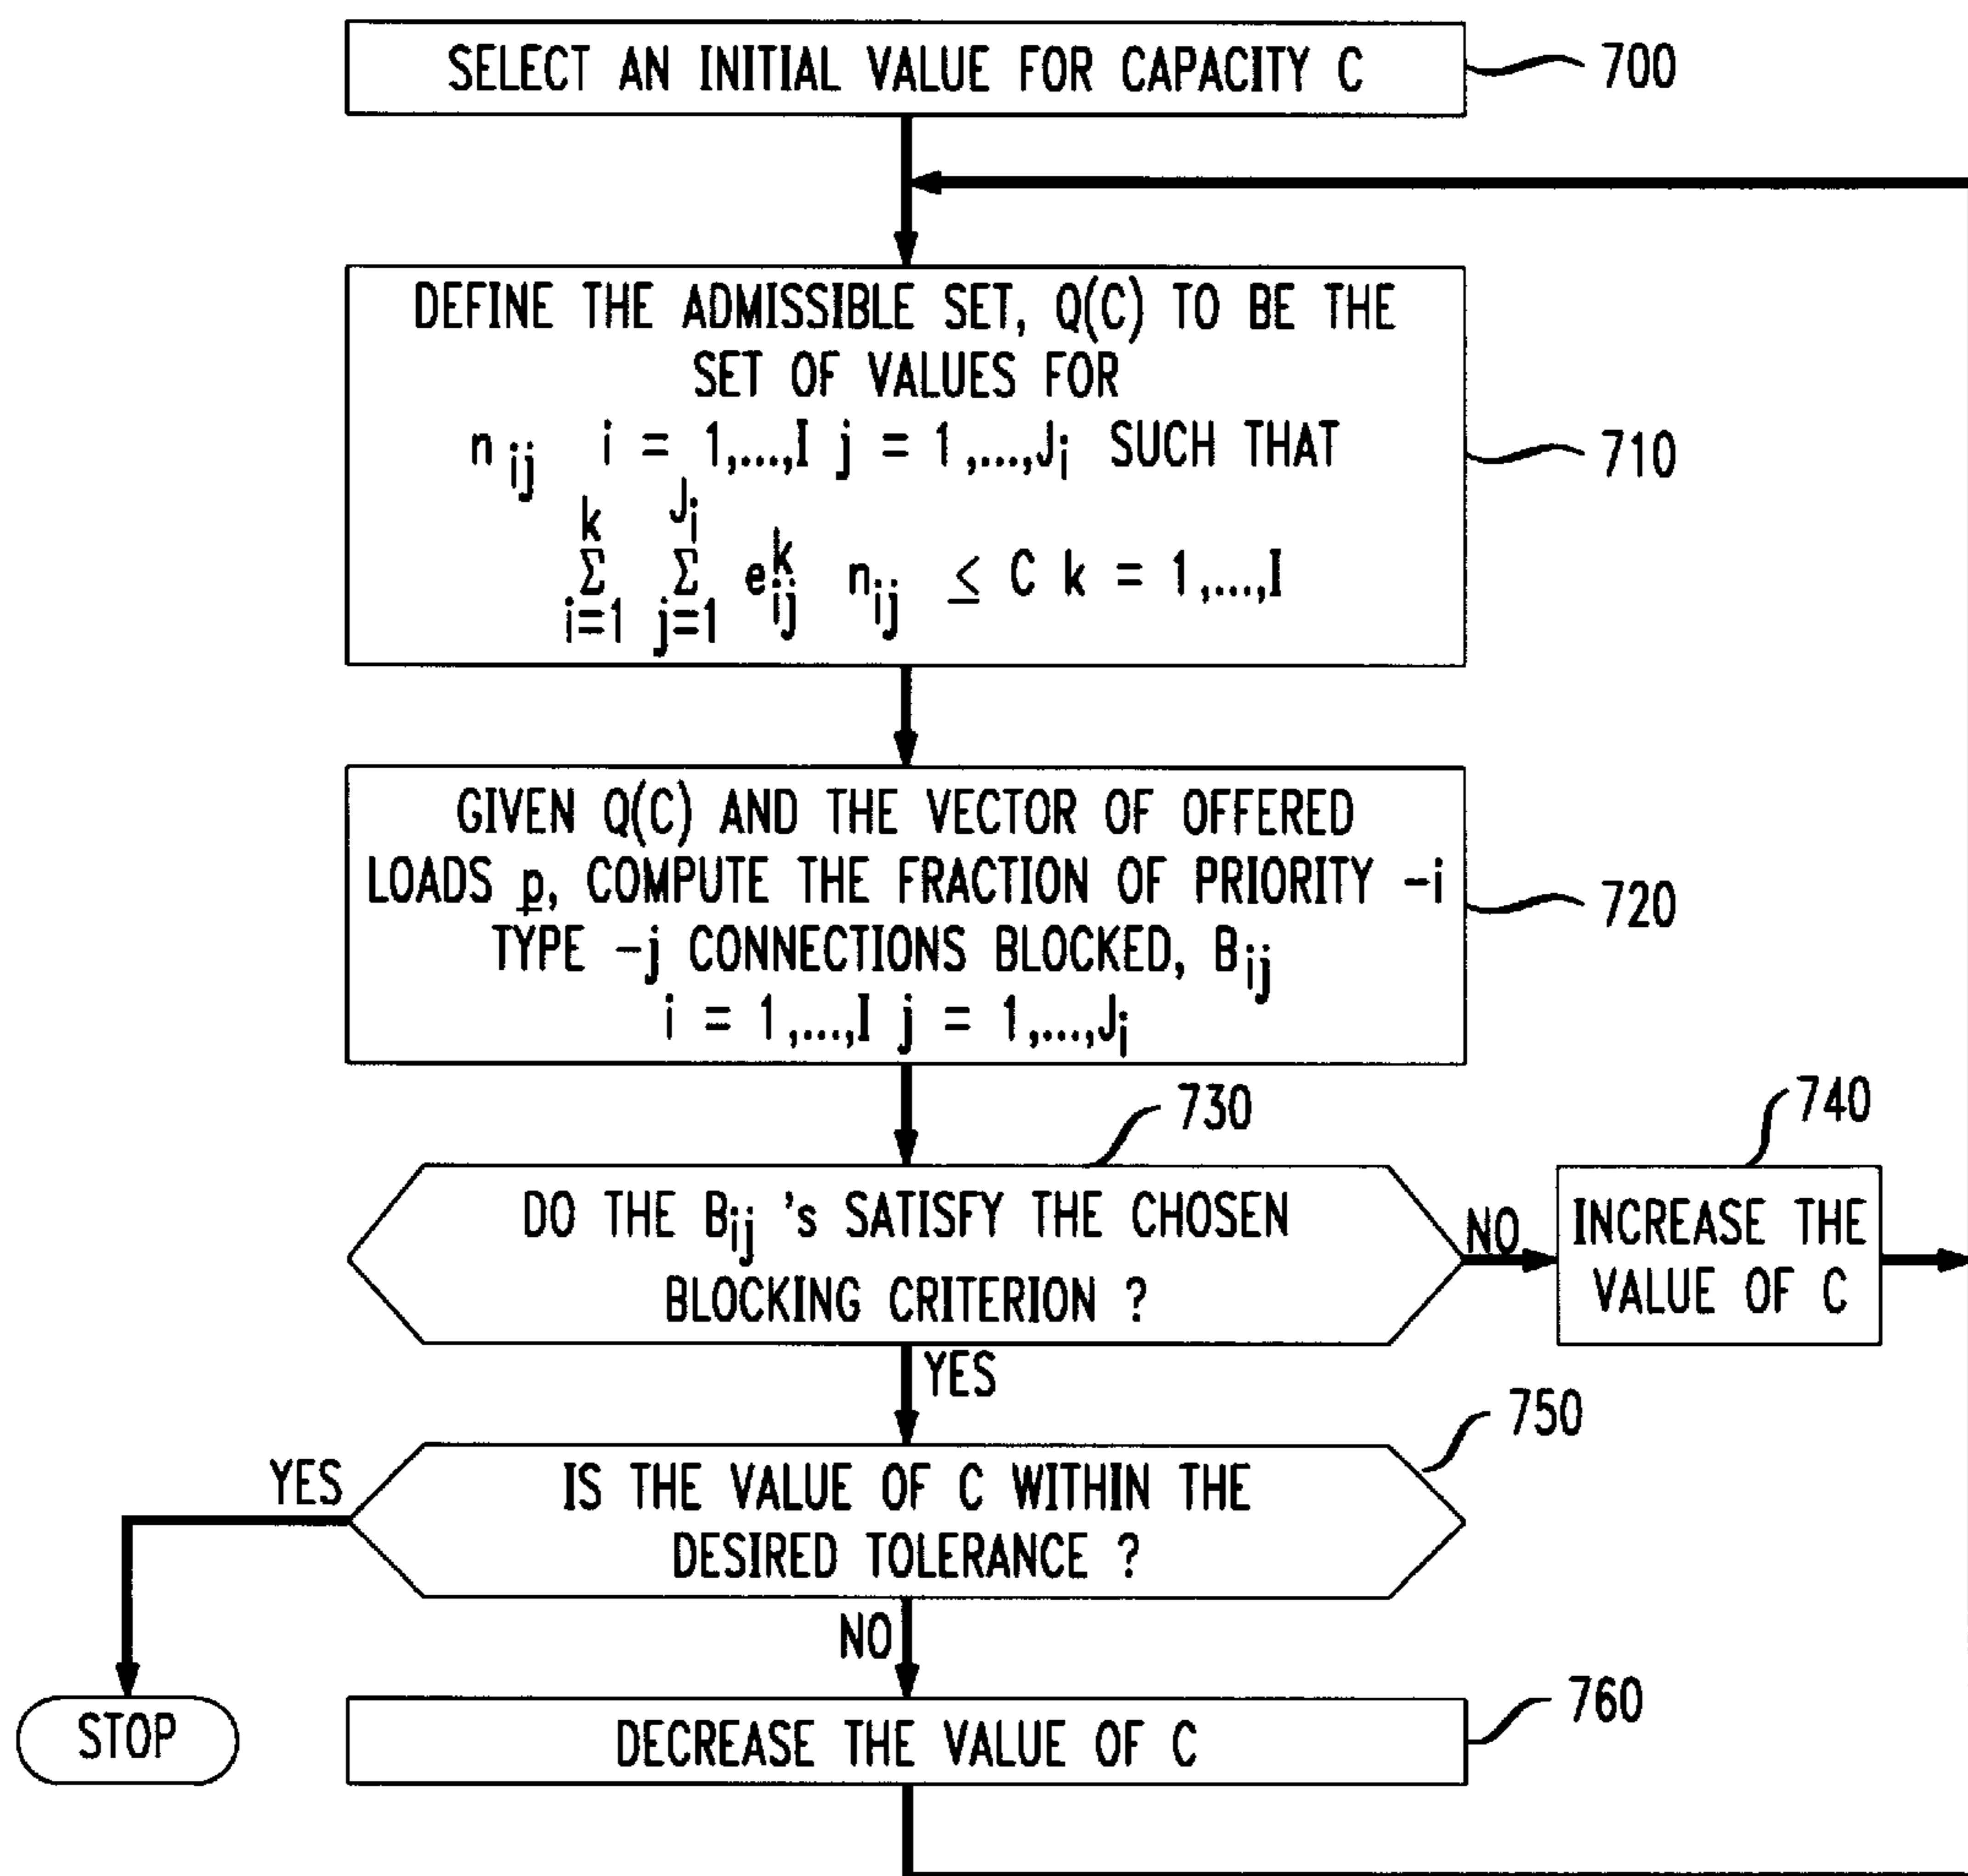 SELECT AN INITIAL VALUE FOR CAPACITY C
700
DEFINE THE ADMISSIBLE SET, Q(C) TO BE THE
SET OF VALUES FOR
n ij i = 1,...,I j = 1,...,Ji SUCH THAT
k Ji
Σ Σ e k ij n ij ≤ C k = 1,...,I
i=1 j=1
710
GIVEN Q(C) AND THE VECTOR OF OFFERED
LOADS p, COMPUTE THE FRACTION OF PRIORITY -i
TYPE -j CONNECTIONS BLOCKED, Bij
i = 1,...,I j = 1,...,Ji
720
730
DO THE Bij 's SATISFY THE CHOSEN
BLOCKING CRITERION ?
NO
740
INCREASE THE
VALUE OF C
YES
750
IS THE VALUE OF C WITHIN THE
DESIRED TOLERANCE ?
YES
NO
STOP
DECREASE THE VALUE OF C
760